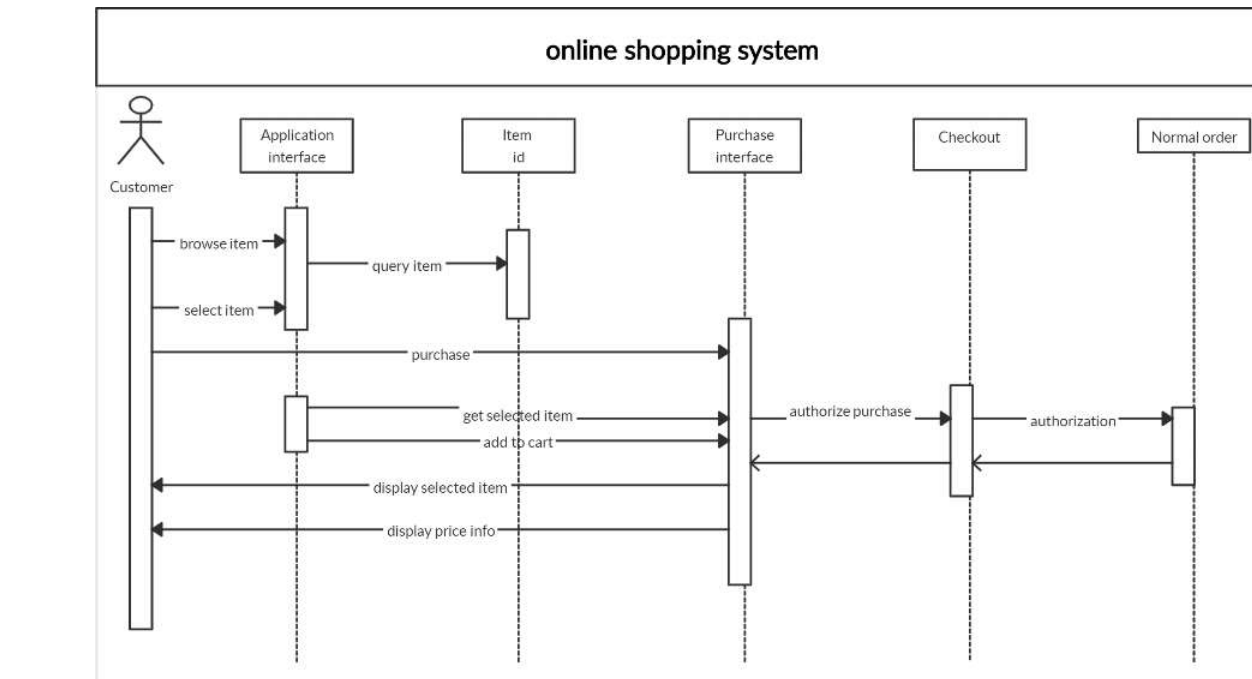 online shopping system
Application
interface
Item
id
Purchase
interface
Checkout
Normal order
Customer
browse item
query item
select item
purchase
get selected item
authorize purchase
authorization
add to cart
display selected item
display price info